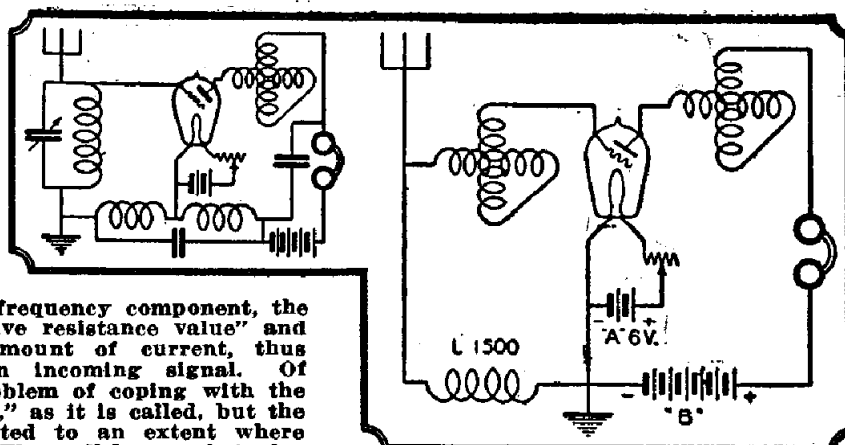 L 1500
- "A" 6V. +
- "B" +
frequency component, the
ve resistance value" and
mount of current, thus
n incoming signal. Of
oblem of coping with the
," as it is called, but the
ted to an extent where